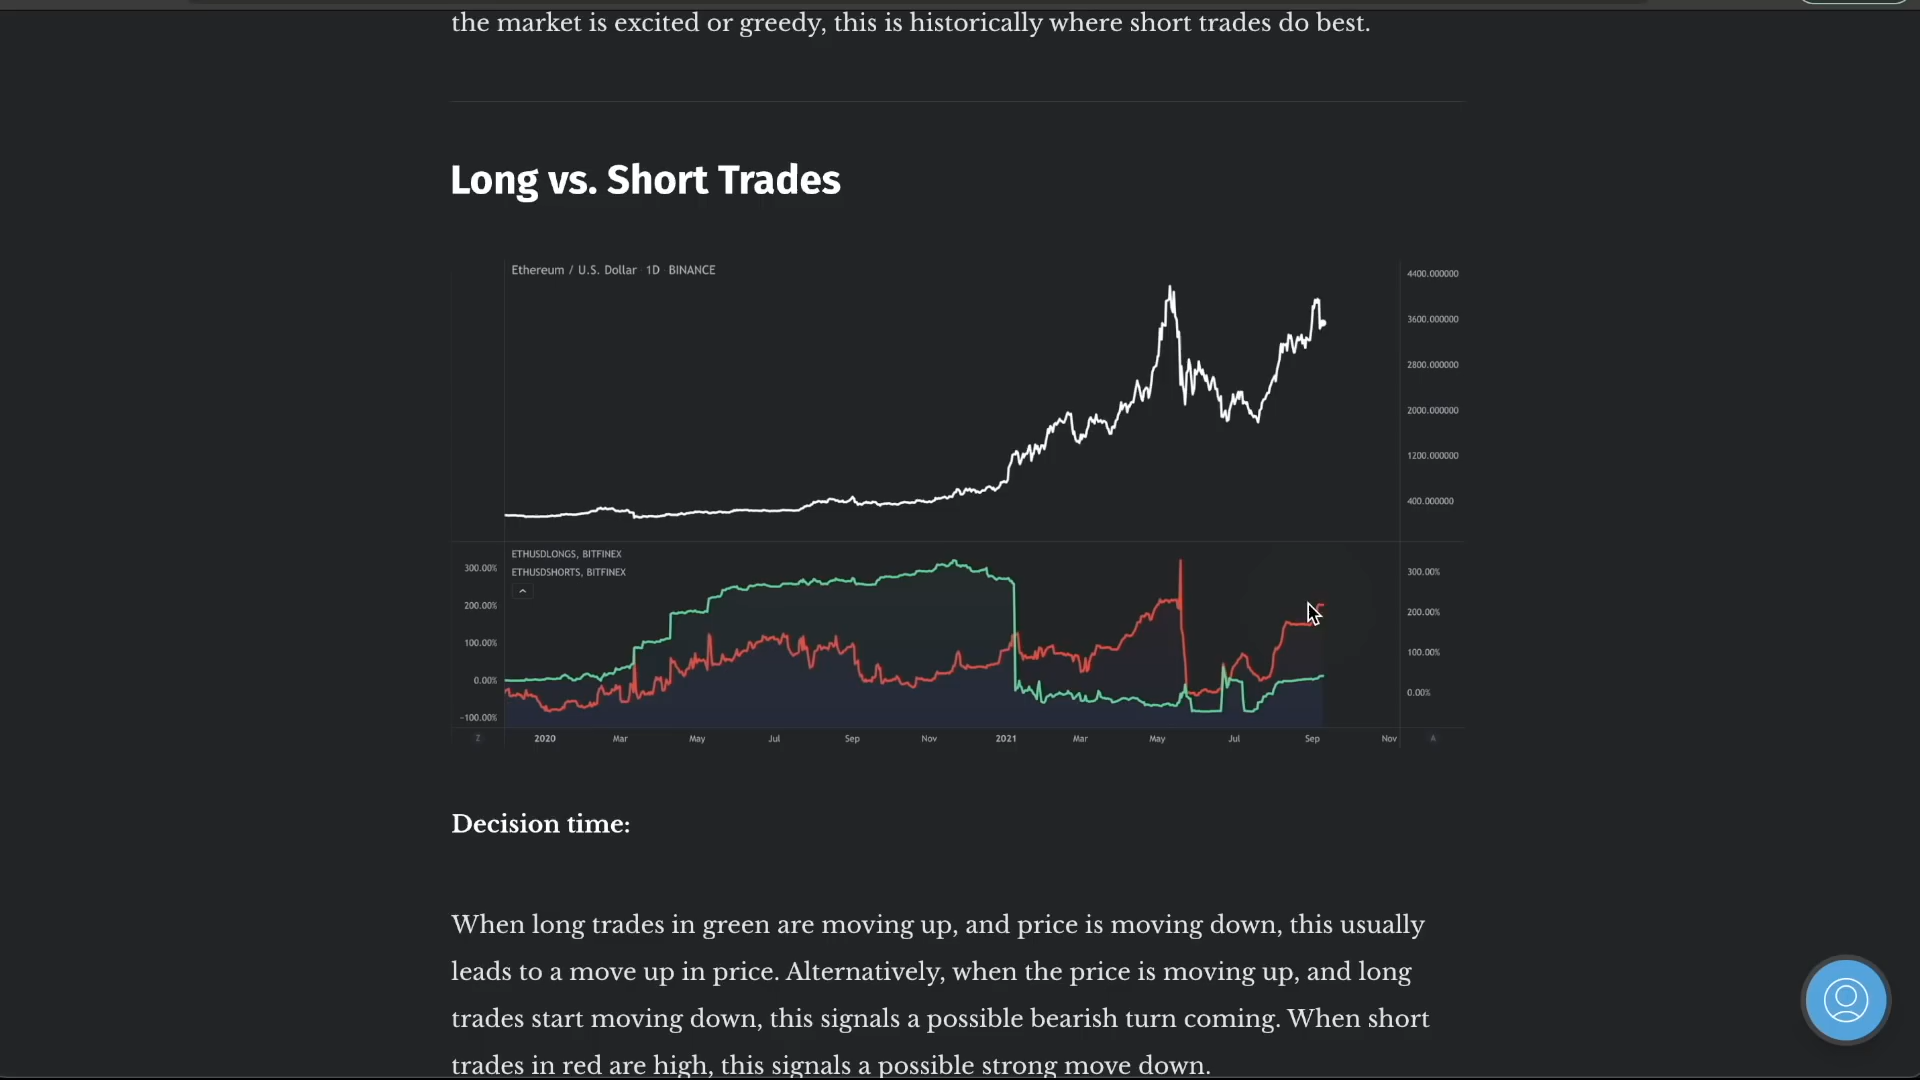 the market is excited or greedy, this is historically where short trades do best.
Long vs. Short Trades
Ethereum / U.S. Dollar 1D BINANCE
4400.000000
3600.000000
2800.000000
2000.000000
1200.000000
400.000000
ETHUSDLONGS, BITFINEX
ETHUSDSHORTS, BITFINEX
300.00%
200.00%
100.00%
0.00%
-100.00%
300.00%
200.00%
100.00%
0.00%
Z 2020 Mar May Jul Sep Nov 2021 Mar May Jul Sep Nov A
Decision time:
When long trades in green are moving up, and price is moving down, this usually
leads to a move up in price. Alternatively, when the price is moving up, and long
trades start moving down, this signals a possible bearish turn coming. When short
trades in red are high, this signals a possible strong move down.